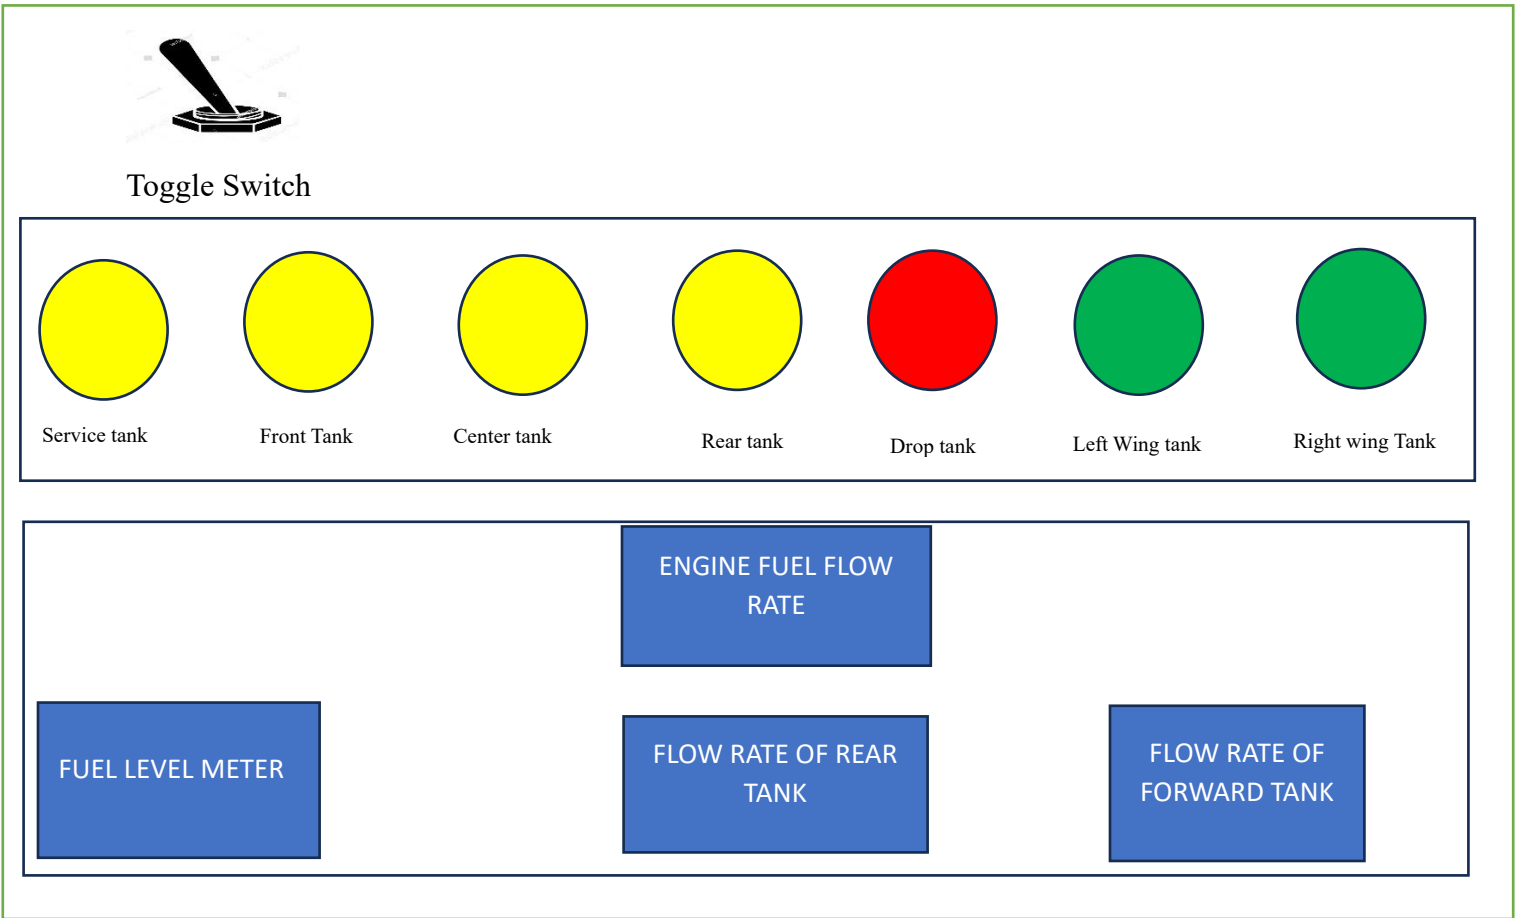 Toggle Switch
Service tank
Front Tank
Center tank
Rear tank
Drop tank
Left Wing tank
Right wing Tank
ENGINE FUEL FLOW
RATE
FUEL LEVEL METER
FLOW RATE OF REAR
TANK
FLOW RATE OF
FORWARD TANK